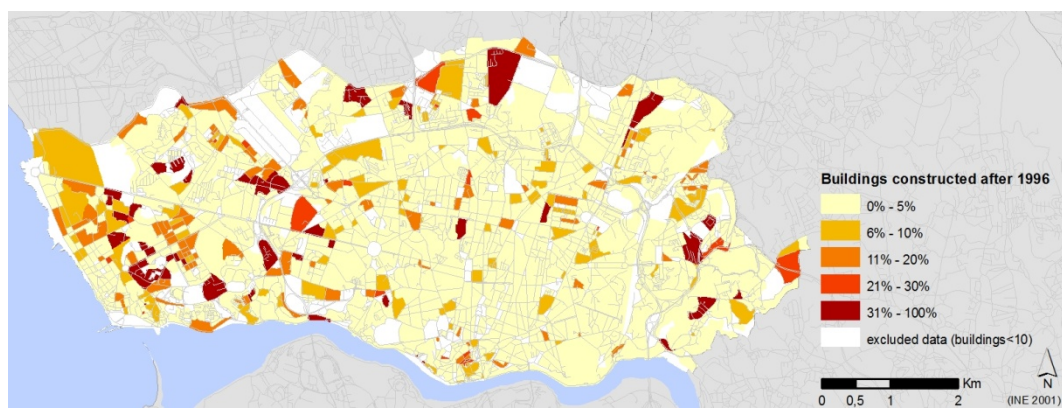 Buildings constructed after 1996
0% - 5%
6% - 10%
11% - 20%
21% - 30%
31% - 100%
excluded data (buildings<10)
Km
0 0,5 1 2
N
(INE 2001)